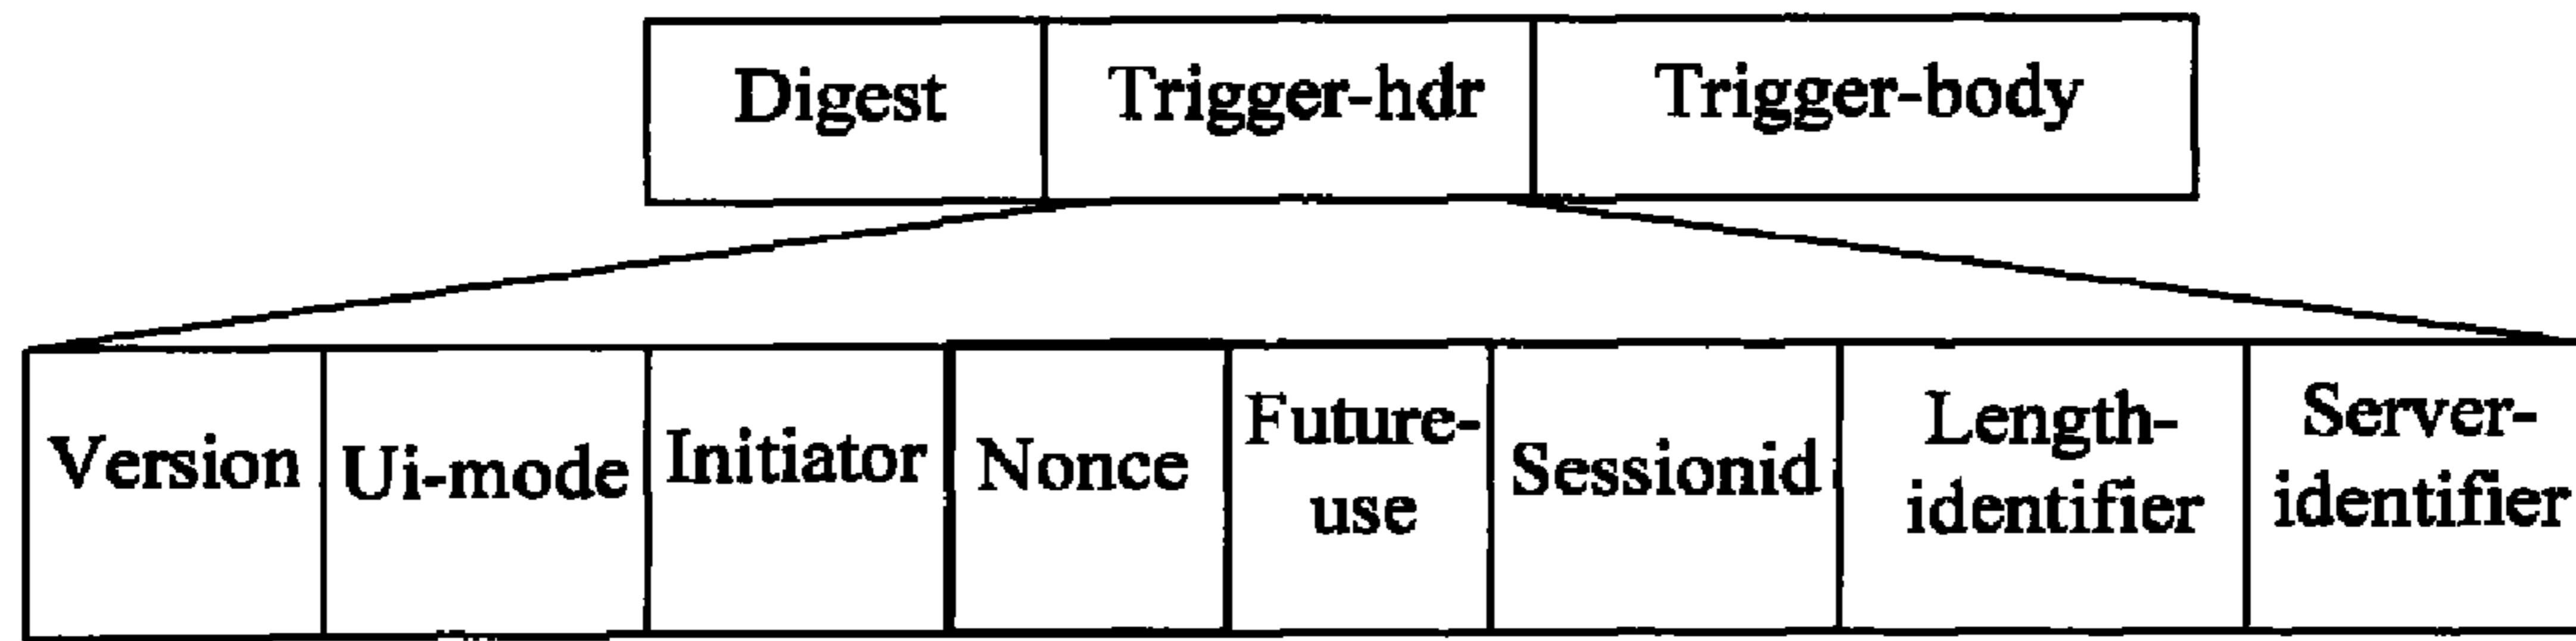 Digest Trigger-hdr Trigger-body
Version Ui-mode Initiator Nonce Future-use Sessionid Length-identifier Server-identifier